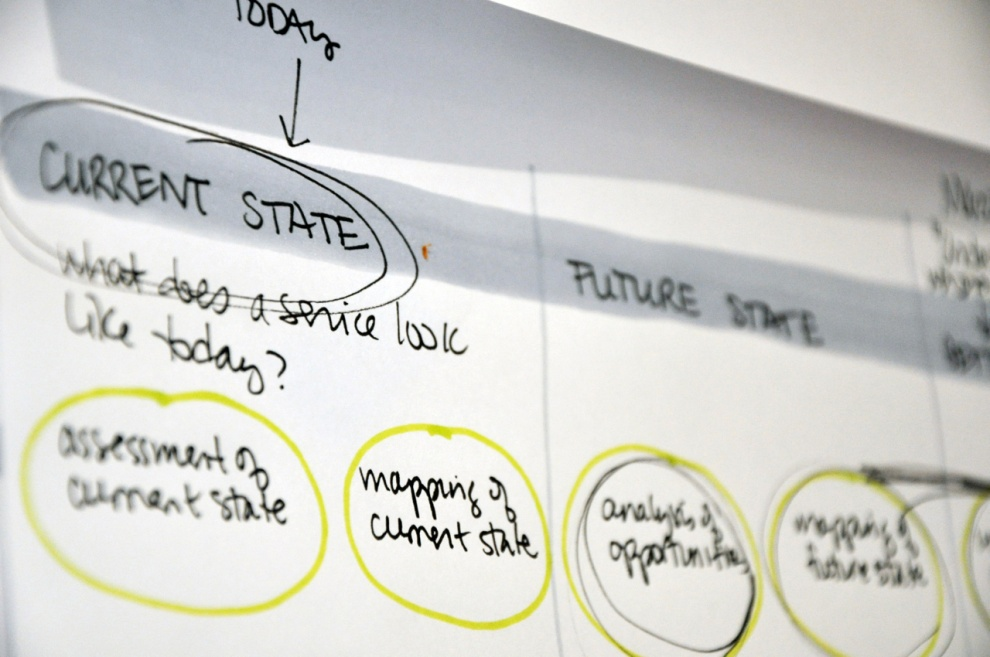 TODAy
CURRENT STATE
what does a service look
like today?
FUTURE STATE
assessment of
current state
mapping of
current state
analysis of
opportunities
mapping of
future state